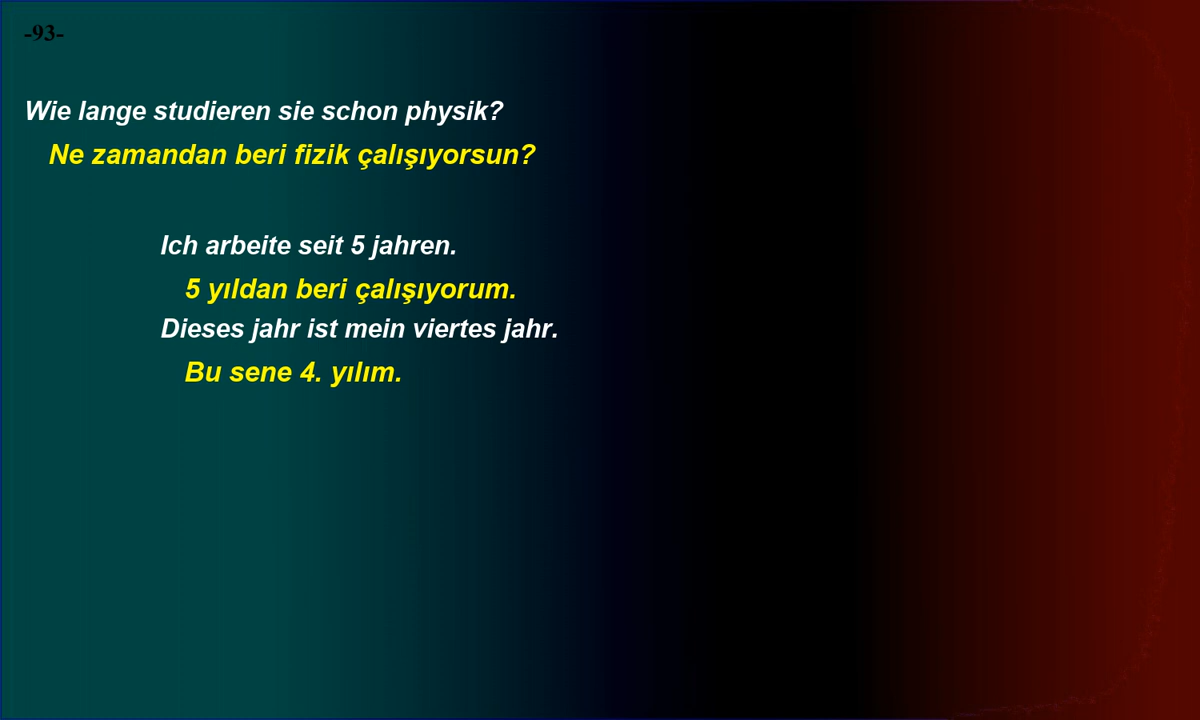 -93-
Wie lange studieren sie schon physik?
Ne zamandan beri fizik çalışıyorsun?
Ich arbeite seit 5 jahren.
5 yıldan beri çalışıyorum.
Dieses jahr ist mein viertes jahr.
Bu sene 4. yılım.